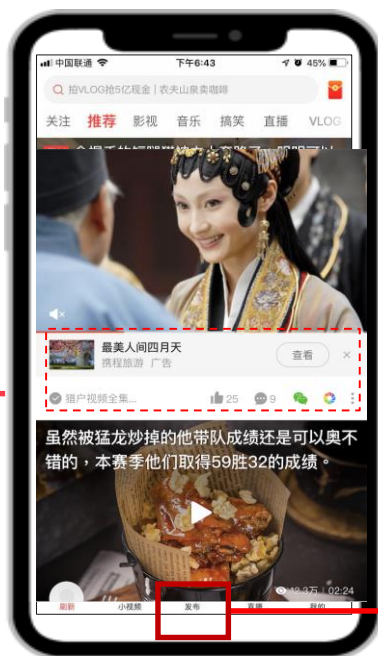 中国联通
下午6:43
45%
拍VLOG抢5亿现金 | 农夫山泉卖咖啡
关注 推荐 影视 音乐 搞笑 直播 VLOG
最美人间四月天
携程旅游 广告
查看
猎户视频全集...
25
9
虽然被猛龙炒掉的他带队成绩还是可以奥不
错的，本赛季他们取得59胜32的成绩。
12.3万 | 02:24
刷新 小视频 发布 直播 我的